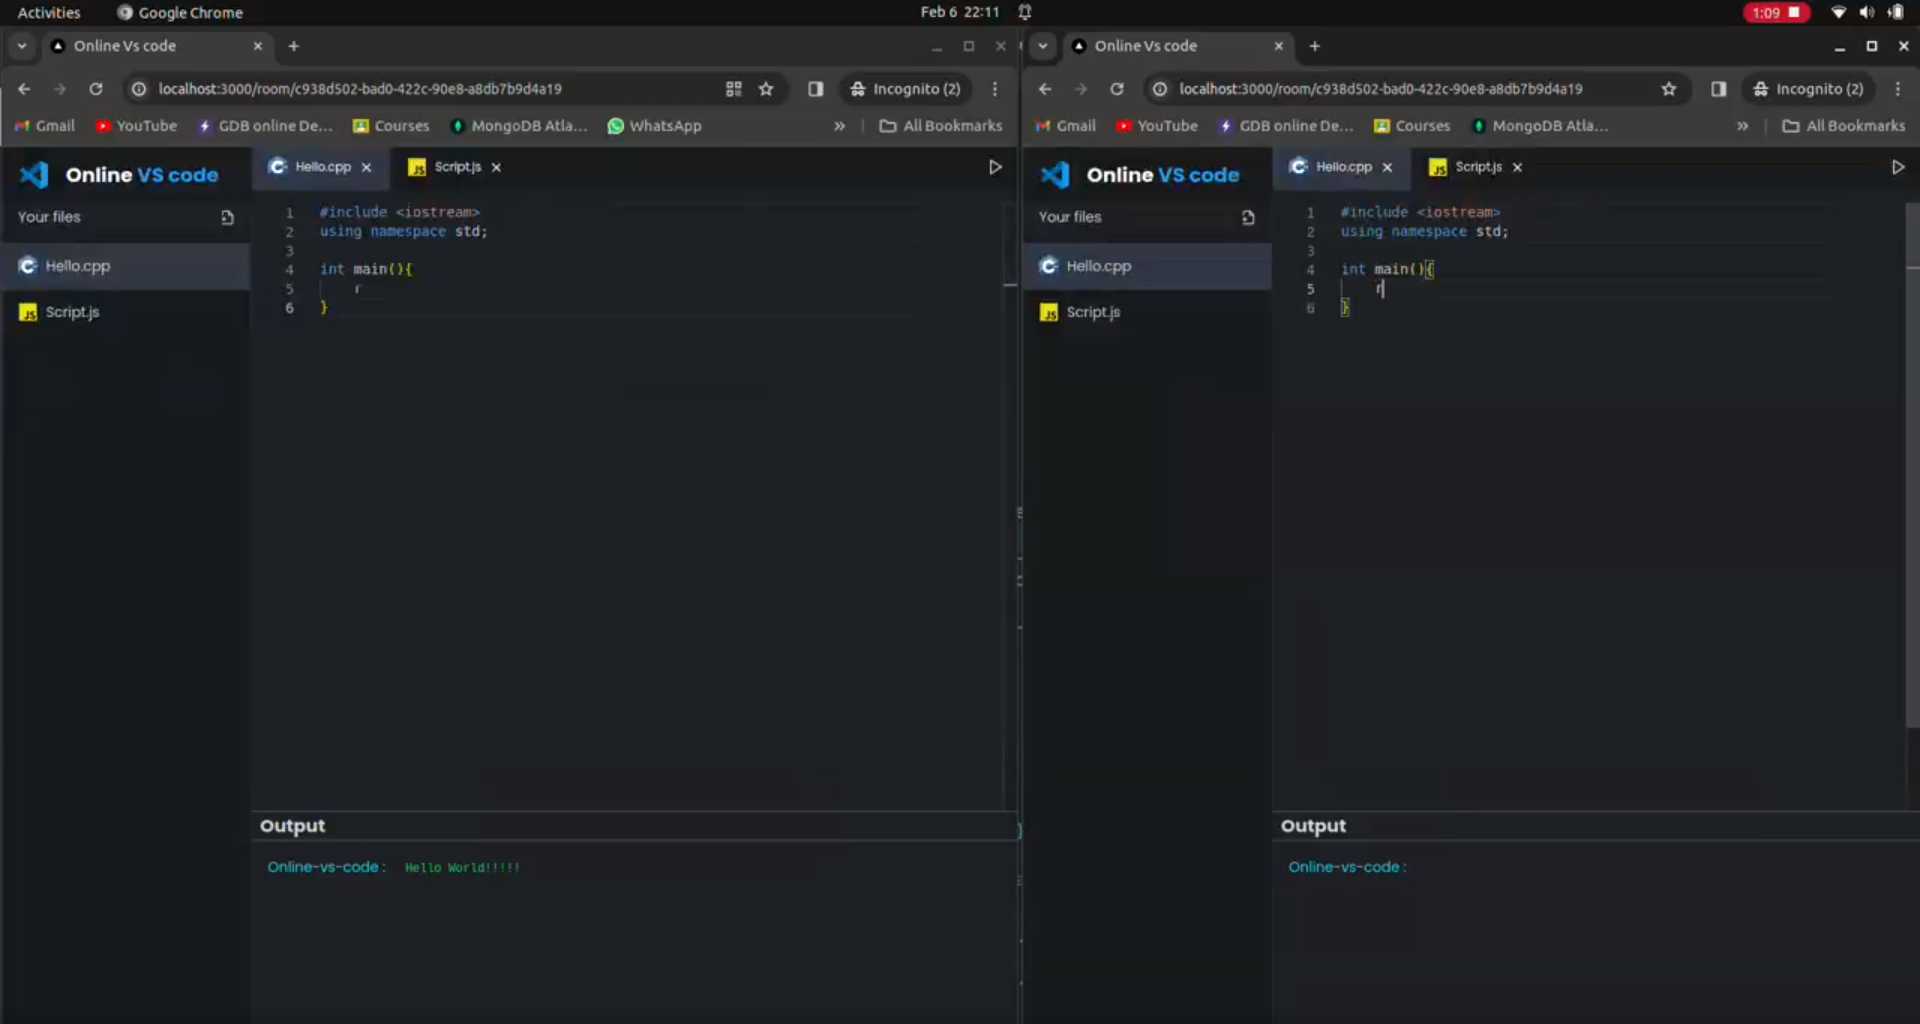 Activities Google Chrome Feb 6 22:11 1:09
Online Vs code
localhost:3000/room/c938d502-bad0-422c-90e8-a8db7b9d4a19 Incognito (2)
Gmail YouTube GDB online De... Courses MongoDB Atla... WhatsApp » All Bookmarks
Online VS code
Hello.cpp Script.js
Your files
Hello.cpp
Script.js
1 #include <iostream>
2 using namespace std;
3
4 int main(){
5 r
6 }
Output
Online-vs-code : Hello World!!!!!
Online Vs code
localhost:3000/room/c938d502-bad0-422c-90e8-a8db7b9d4a19 Incognito (2)
Gmail YouTube GDB online De... Courses MongoDB Atla... » All Bookmarks
Online VS code
Hello.cpp Script.js
Your files
Hello.cpp
Script.js
1 #include <iostream>
2 using namespace std;
3
4 int main(){
5 r
6 }
Output
Online-vs-code :